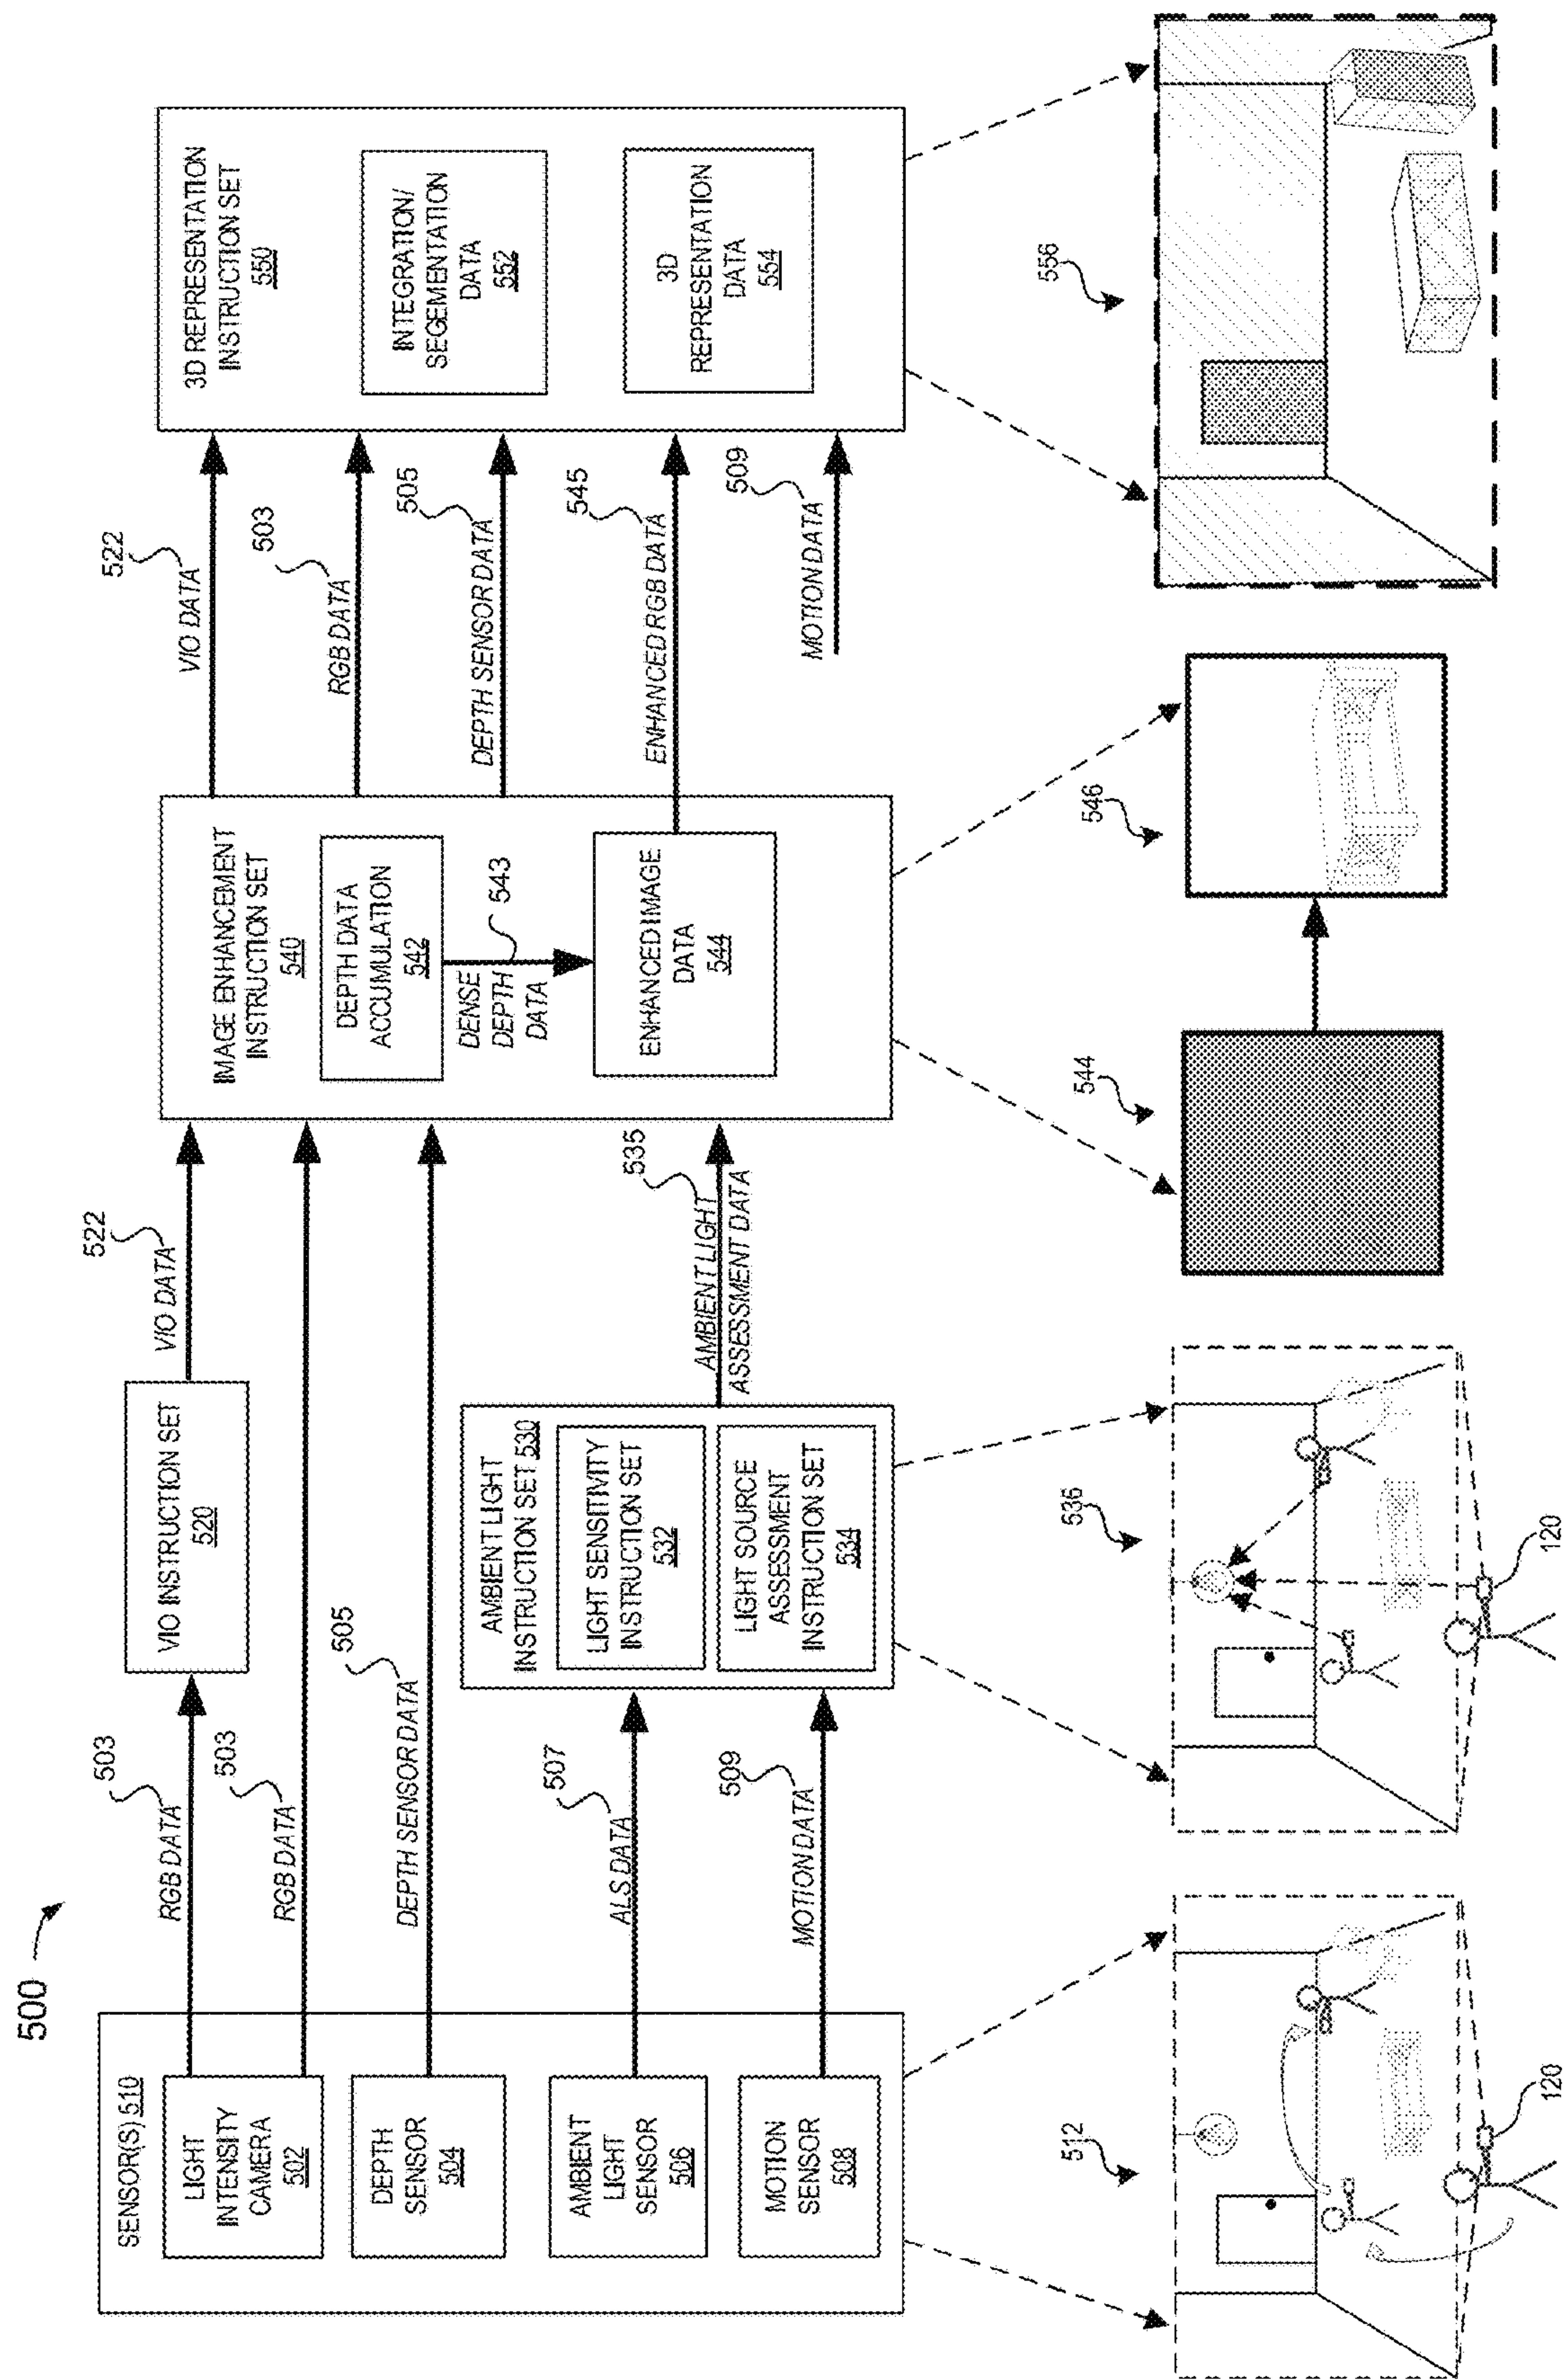 500
SENSOR(S) 510
LIGHT
INTENSITY
CAMERA
502
DEPTH
SENSOR
504
AMBIENT
LIGHT
SENSOR
506
MOTION
SENSOR
508
RGB DATA
503
RGB DATA
503
DEPTH SENSOR DATA
505
ALS DATA
507
MOTION DATA
509
VIO INSTRUCTION SET
520
AMBIENT LIGHT
INSTRUCTION SET 530
LIGHT SENSITIVITY
INSTRUCTION SET
532
LIGHT SOURCE
ASSESSMENT
INSTRUCTION SET
534
VIO DATA
522
AMBIENT LIGHT
ASSESSMENT DATA
535
IMAGE ENHANCEMENT
INSTRUCTION SET
540
DEPTH DATA
ACCUMULATION
542
DENSE
DEPTH
DATA
543
ENHANCED IMAGE
DATA
544
VIO DATA
522
RGB DATA
503
DEPTH SENSOR DATA
505
ENHANCED RGB DATA
545
MOTION DATA
509
3D REPRESENTATION
INSTRUCTION SET
550
INTEGRATION/
SEGEMENTATION
DATA
552
3D
REPRESENTATION
DATA
554
512
120
536
120
544
546
556